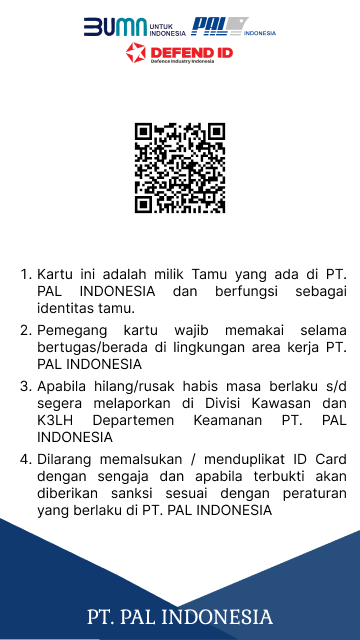 BUMN UNTUK INDONESIA PAL INDONESIA
DEFEND ID
Defence Industry Indonesia
1. Kartu ini adalah milik Tamu yang ada di PT.
PAL INDONESIA dan berfungsi sebagai
identitas tamu.
2. Pemegang kartu wajib memakai selama
bertugas/berada di lingkungan area kerja PT.
PAL INDONESIA
3. Apabila hilang/rusak habis masa berlaku s/d
segera melaporkan di Divisi Kawasan dan
K3LH Departemen Keamanan PT. PAL
INDONESIA
4. Dilarang memalsukan / menduplikat ID Card
dengan sengaja dan apabila terbukti akan
diberikan sanksi sesuai dengan peraturan
yang berlaku di PT. PAL INDONESIA
PT. PAL INDONESIA